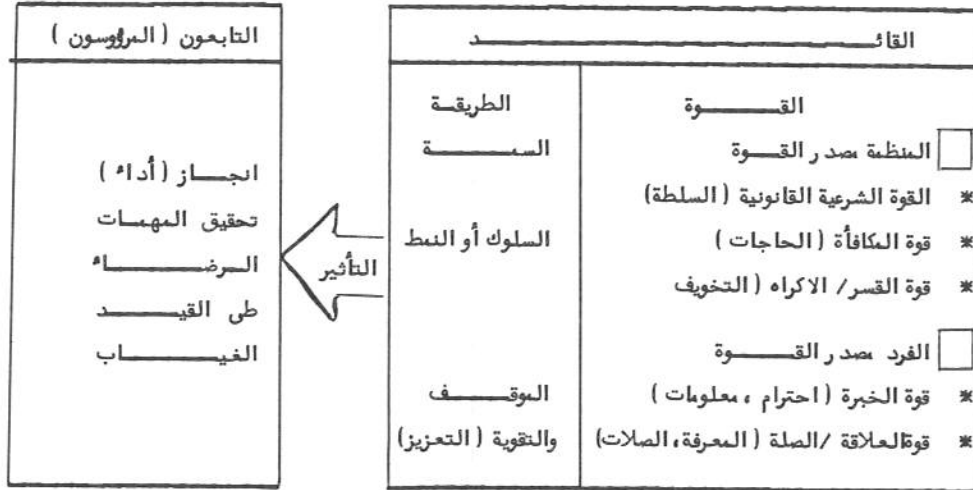 القائد
القوة
□ المنظمة مصدر القوة
* القوة الشرعية القانونية (السلطة)
* قوة المكافأة (الحاجات)
* قوة القسر/ الاكراه (التخويف
□ الفرد مصدر القوة
* قوة الخبرة (احترام ، معلومات)
* قوة العلاقة /الصلة (المعرفة، الصلات)
الطريقة
السمة
السلوك أو النمط
الموقف
والتقوية (التعزيز)
التأثير
التابعون (المرؤوسون)
انجاز (أداء)
تحقيق المهمات
الرضاء
طى القيد
الغياب